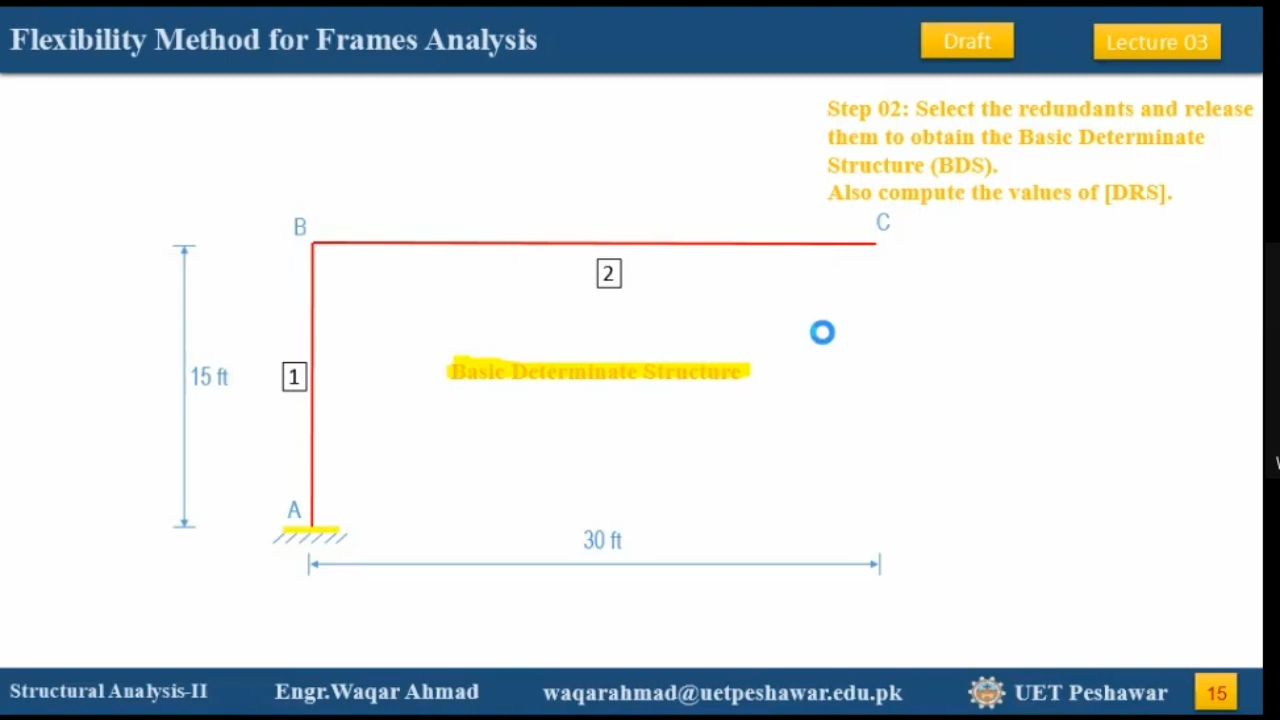 Flexibility Method for Frames Analysis
Draft
Lecture 03
Step 02: Select the redundants and release
them to obtain the Basic Determinate
Structure (BDS).
Also compute the values of [DRS].
B
C
2
15 ft
1
Basic Determinate Structure
A
30 ft
Structural Analysis-II
Engr.Waqar Ahmad
waqarahmad@uetpeshawar.edu.pk
UET Peshawar
15